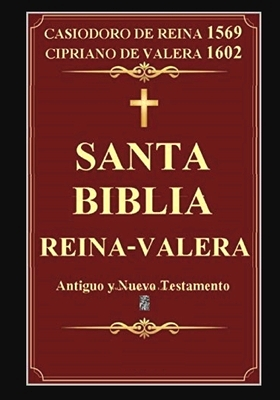 CASIODORO DE REINA 1569
CIPRIANO DE VALERA 1602
SANTA
BIBLIA
REINA-VALERA
Antiguo y Nuevo Testamento